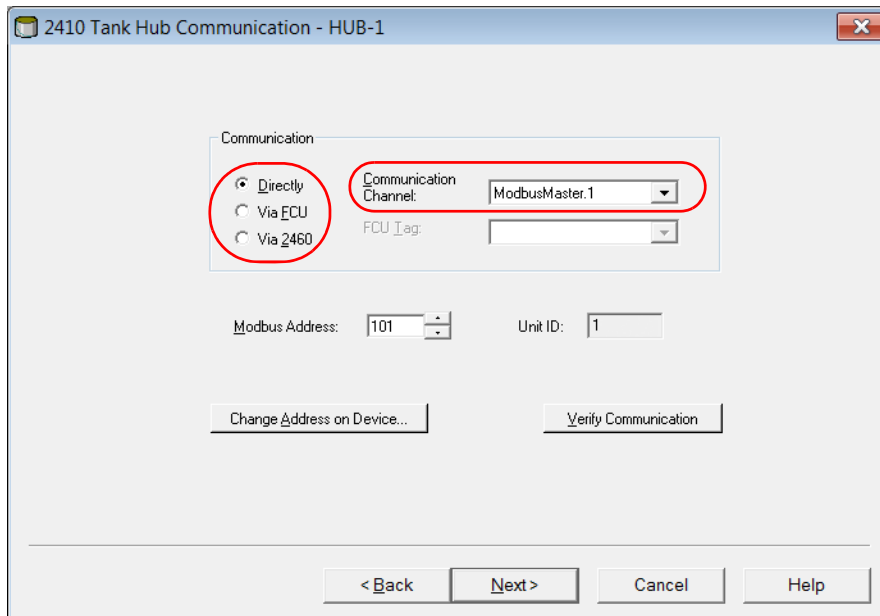 2410 Tank Hub Communication - HUB-1
Communication
Directly
Via FCU
Via 2460
Communication
Channel:
ModbusMaster.1
FCU Tag:
Modbus Address:
101
Unit ID:
1
Change Address on Device...
Verify Communication
< Back
Next >
Cancel
Help